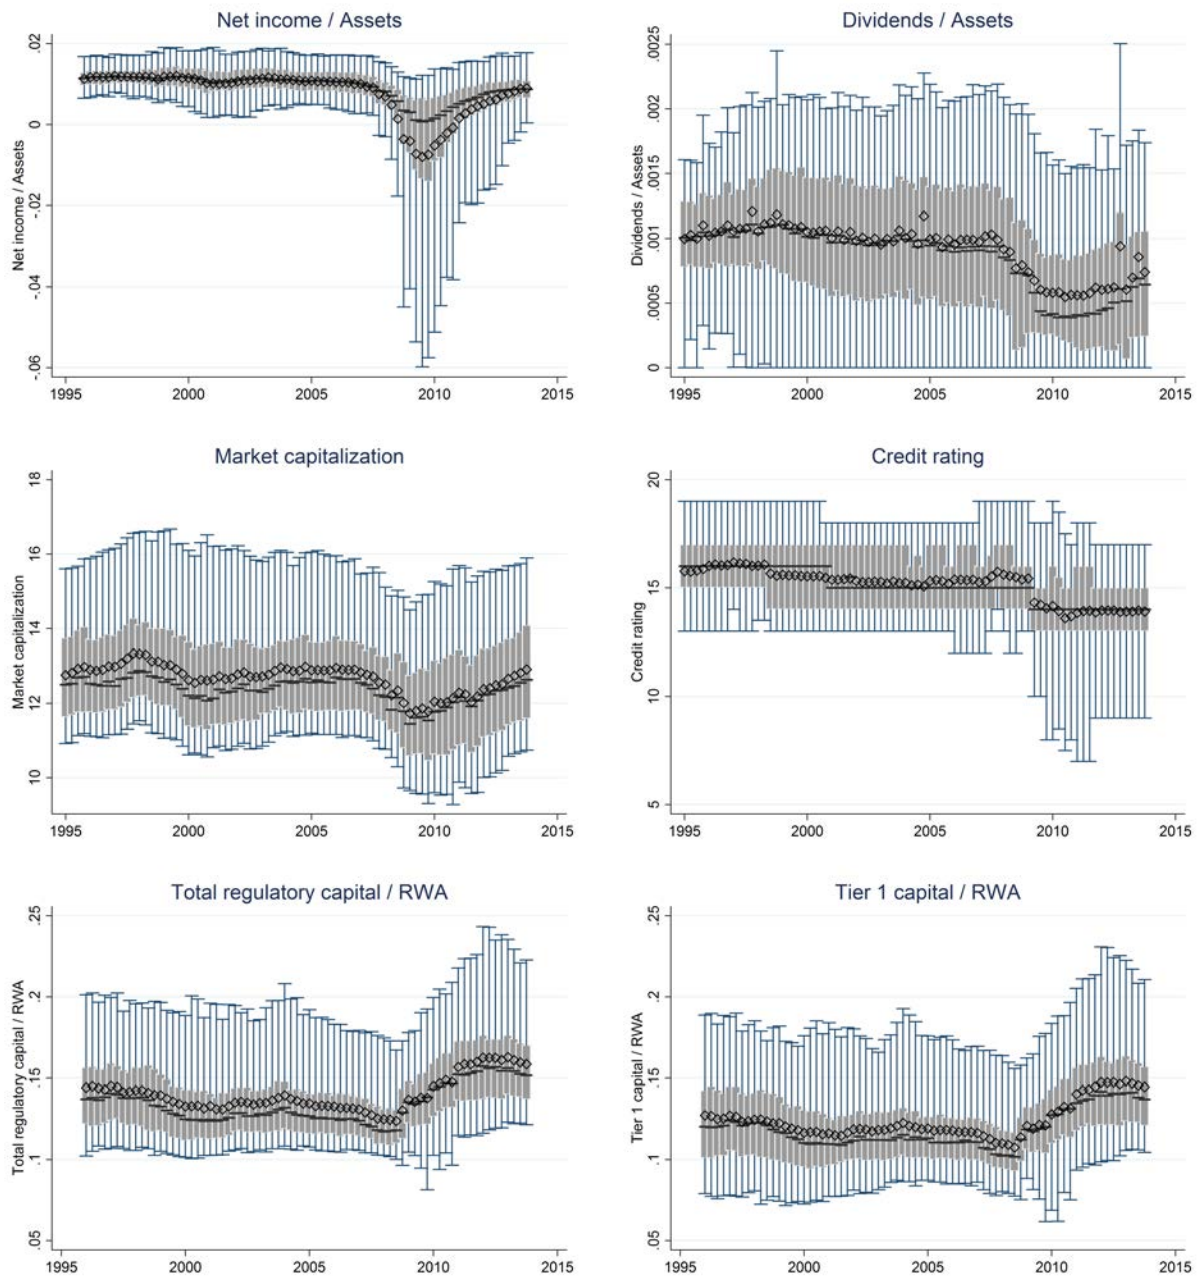 Net income / Assets
Net income / Assets
.02
0
-.02
-.04
-.06
1995 2000 2005 2010 2015
Dividends / Assets
Dividends / Assets
.0025
.002
.0015
.001
.0005
0
1995 2000 2005 2010 2015
Market capitalization
Market capitalization
18
16
14
12
10
1995 2000 2005 2010 2015
Credit rating
Credit rating
20
15
10
5
1995 2000 2005 2010 2015
Total regulatory capital / RWA
Total regulatory capital / RWA
.25
.2
.15
.1
.05
1995 2000 2005 2010 2015
Tier 1 capital / RWA
Tier 1 capital / RWA
.25
.2
.15
.1
.05
1995 2000 2005 2010 2015